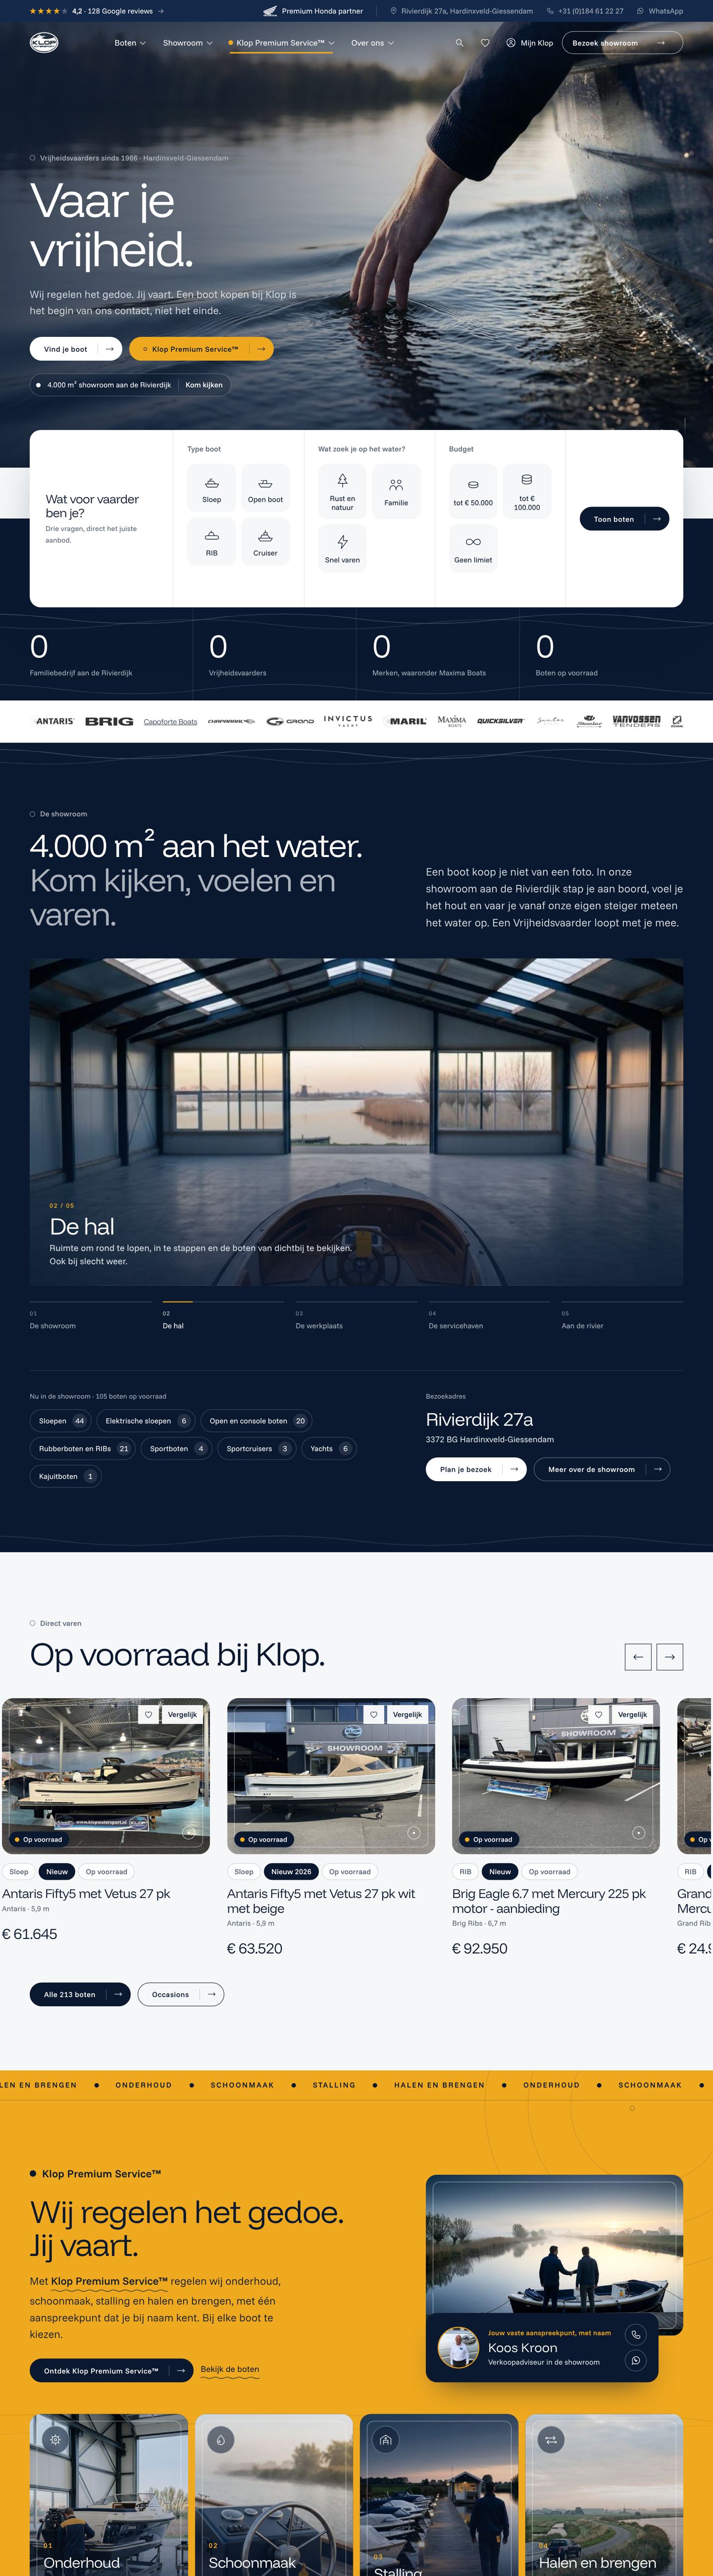 4,2 · 128 Google reviews
Premium Honda partner
Rivierdijk 27a, Hardinxveld-Giessendam
+31 (0)184 61 22 27
WhatsApp
KLOP
Boten
Showroom
Klop Premium Service™
Over ons
Mijn Klop
Bezoek showroom
Vrijheidsvaarders sinds 1966 · Hardinxveld-Giessendam
Vaar je
vrijheid.
Wij regelen het gedoe. Jij vaart. Een boot kopen bij Klop is
het begin van ons contact, niet het einde.
Vind je boot
Klop Premium Service™
4.000 m² showroom aan de Rivierdijk
Kom kijken
Wat voor vaarder
ben je?
Drie vragen, direct het juiste
aanbod.
Type boot
Sloep
Open boot
RIB
Cruiser
Wat zoek je op het water?
Rust en
natuur
Familie
Snel varen
Budget
tot € 50.000
tot €
100.000
Geen limiet
Toon boten
0
Familiebedrijf aan de Rivierdijk
0
Vrijheidsvaarders
0
Merken, waaronder Maxima Boats
0
Boten op voorraad
ANTARIS
BRIG
Capoforte Boats
CHAPARRAL
GRAND
INVICTUS
YACHT
MARIL
MAXIMA
BOATS
QUICKSILVER
VANVOSSEN
TENDERS
De showroom
4.000 m² aan het water.
Kom kijken, voelen en
varen.
Een boot koop je niet van een foto. In onze
showroom aan de Rivierdijk stap je aan boord, voel je
het hout en vaar je vanaf onze eigen steiger meteen
het water op. Een Vrijheidsvaarder loopt met je mee.
02 / 05
De hal
Ruimte om rond te lopen, in te stappen en de boten van dichtbij te bekijken.
Ook bij slecht weer.
01
De showroom
02
De hal
03
De werkplaats
04
De servicehaven
05
Aan de rivier
Nu in de showroom · 105 boten op voorraad
Sloepen 44
Elektrische sloepen 6
Open en console boten 20
Rubberboten en RIBs 21
Sportboten 4
Sportcruisers 3
Yachts 6
Kajuitboten 1
Bezoekadres
Rivierdijk 27a
3372 BG Hardinxveld-Giessendam
Plan je bezoek
Meer over de showroom
Direct varen
Op voorraad bij Klop.
Vergelijk
www.klopwatersport.nl
Op voorraad
Sloep
Nieuw
Op voorraad
Antaris Fifty5 met Vetus 27 pk
Antaris · 5,9 m
€ 61.645
Vergelijk
SHOWROOM
Op voorraad
Sloep
Nieuw 2026
Op voorraad
Antaris Fifty5 met Vetus 27 pk wit
met beige
Antaris · 5,9 m
€ 63.520
Vergelijk
SHOWROOM
Op voorraad
RIB
Nieuw
Op voorraad
Brig Eagle 6.7 met Mercury 225 pk
motor - aanbieding
Brig Ribs · 6,7 m
€ 92.950
Op v
RIB
Grand
Mercu
Grand Rib
€ 24.9
Alle 213 boten
Occasions
LEN EN BRENGEN
ONDERHOUD
SCHOONMAAK
STALLING
HALEN EN BRENGEN
ONDERHOUD
SCHOONMAAK
Klop Premium Service™
Wij regelen het gedoe.
Jij vaart.
Met Klop Premium Service™ regelen wij onderhoud,
schoonmaak, stalling en halen en brengen, met één
aanspreekpunt dat je bij naam kent. Bij elke boot te
kiezen.
Ontdek Klop Premium Service™
Bekijk de boten
Jouw vaste aanspreekpunt, met naam
Koos Kroon
Verkoopadviseur in de showroom
01
Onderhoud
02
Schoonmaak
03
Stalling
04
Halen en brengen